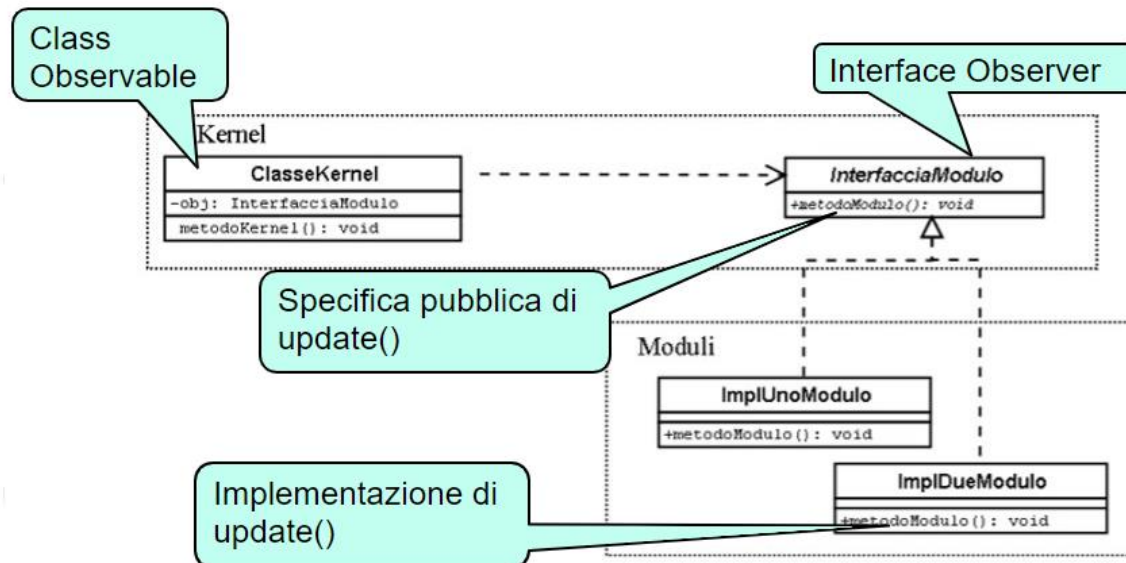 Class
Observable
Interface Observer
Kernel
ClasseKernel
-obj: InterfacciaModulo
metodoKernel(): void
InterfacciaModulo
+metodoModulo(): void
Specifica pubblica di
update()
Moduli
ImplUnoModulo
+metodoModulo(): void
ImplDueModulo
+metodoModulo(): void
Implementazione di
update()